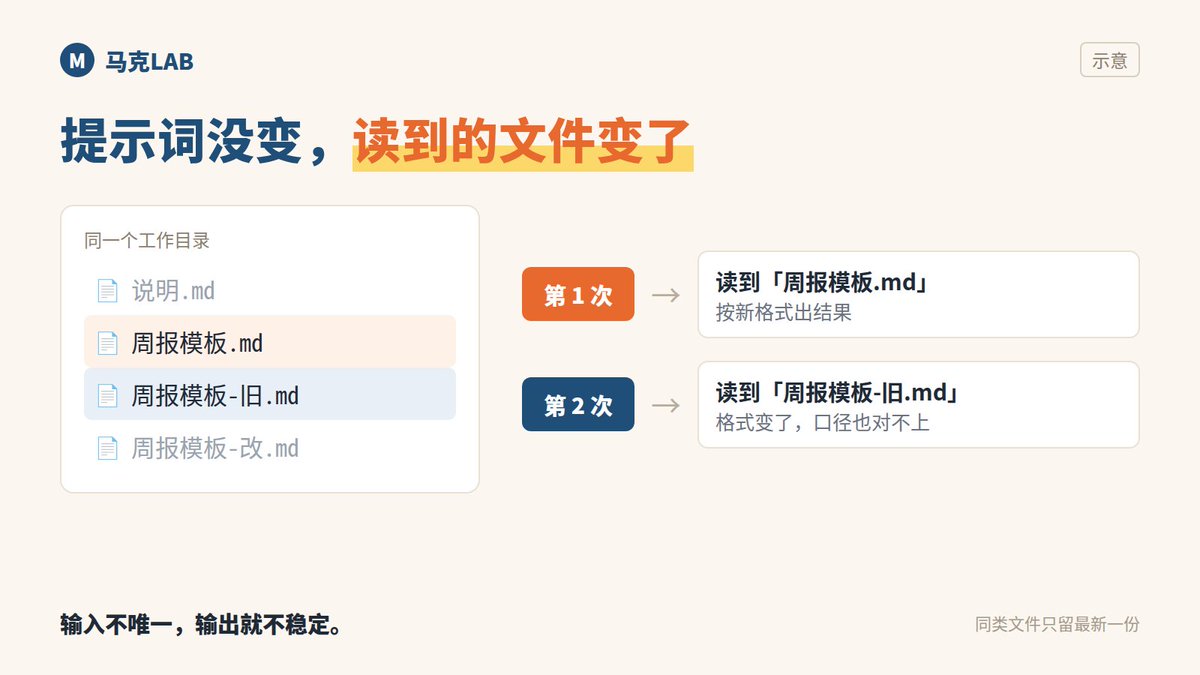 M 马克LAB
示意
提示词没变，读到的文件变了
同一个工作目录
说明.md
周报模板.md
周报模板-旧.md
周报模板-改.md
第 1 次 →
读到「周报模板.md」
按新格式出结果
第 2 次 →
读到「周报模板-旧.md」
格式变了，口径也对不上
输入不唯一，输出就不稳定。
同类文件只留最新一份